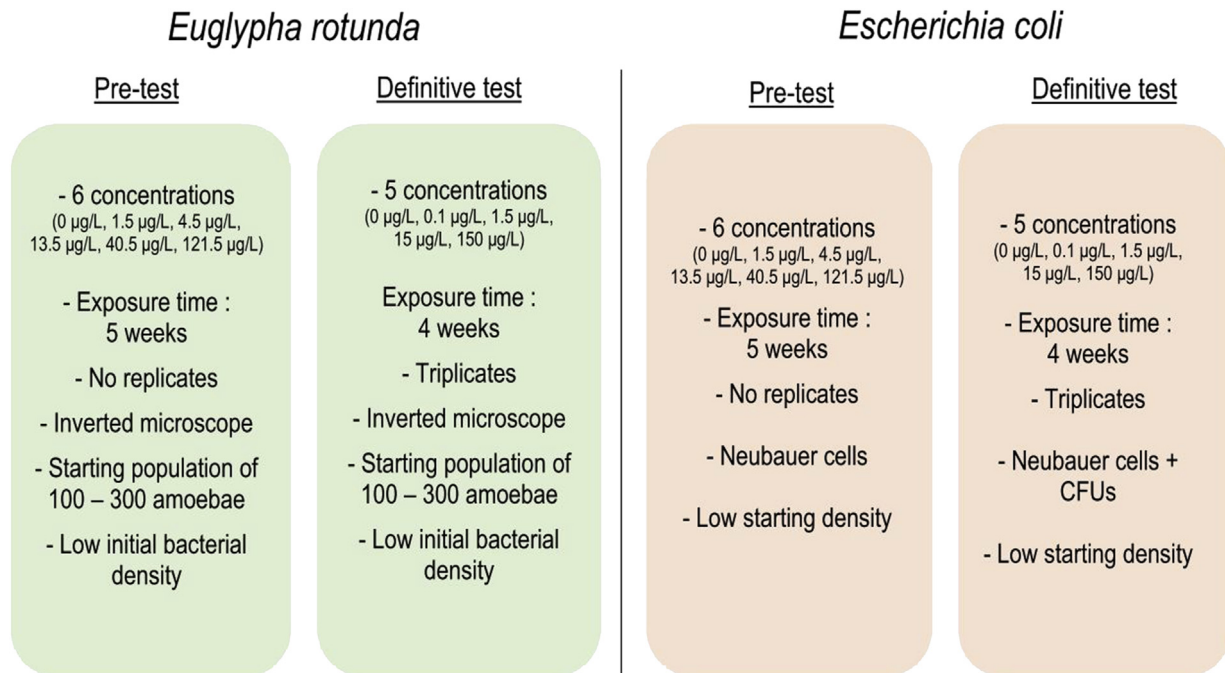 Euglypha rotunda
Pre-test
- 6 concentrations
(0 µg/L, 1.5 µg/L, 4.5 µg/L,
13.5 µg/L, 40.5 µg/L, 121.5 µg/L)
- Exposure time :
5 weeks
- No replicates
- Inverted microscope
- Starting population of
100 – 300 amoebae
- Low initial bacterial
density
Definitive test
- 5 concentrations
(0 µg/L, 0.1 µg/L, 1.5 µg/L,
15 µg/L, 150 µg/L)
Exposure time :
4 weeks
- Triplicates
- Inverted microscope
- Starting population of
100 – 300 amoebae
- Low initial bacterial
density
Escherichia coli
Pre-test
- 6 concentrations
(0 µg/L, 1.5 µg/L, 4.5 µg/L,
13.5 µg/L, 40.5 µg/L, 121.5 µg/L)
- Exposure time :
5 weeks
- No replicates
- Neubauer cells
- Low starting density
Definitive test
- 5 concentrations
(0 µg/L, 0.1 µg/L, 1.5 µg/L,
15 µg/L, 150 µg/L)
- Exposure time :
4 weeks
- Triplicates
- Neubauer cells +
CFUs
- Low starting density